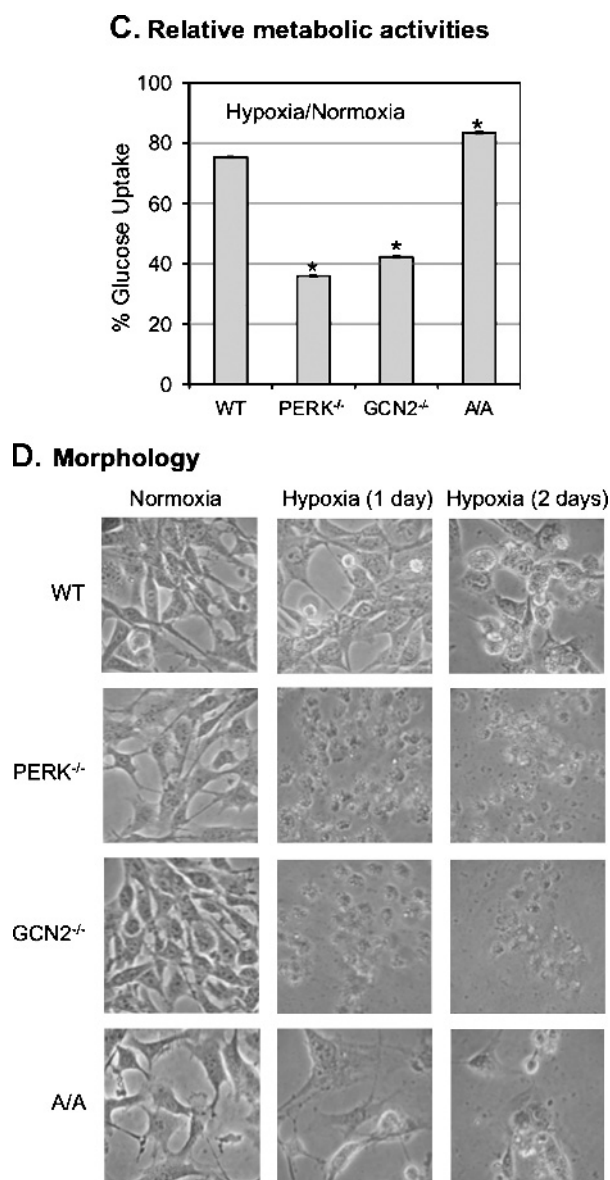 C. Relative metabolic activities
100
Hypoxia/Normoxia
*
80
60
*
*
40
20
0
% Glucose Uptake
WT PERK-/- GCN2-/- A/A
D. Morphology
Normoxia Hypoxia (1 day) Hypoxia (2 days)
WT
PERK-/-
GCN2-/-
A/A